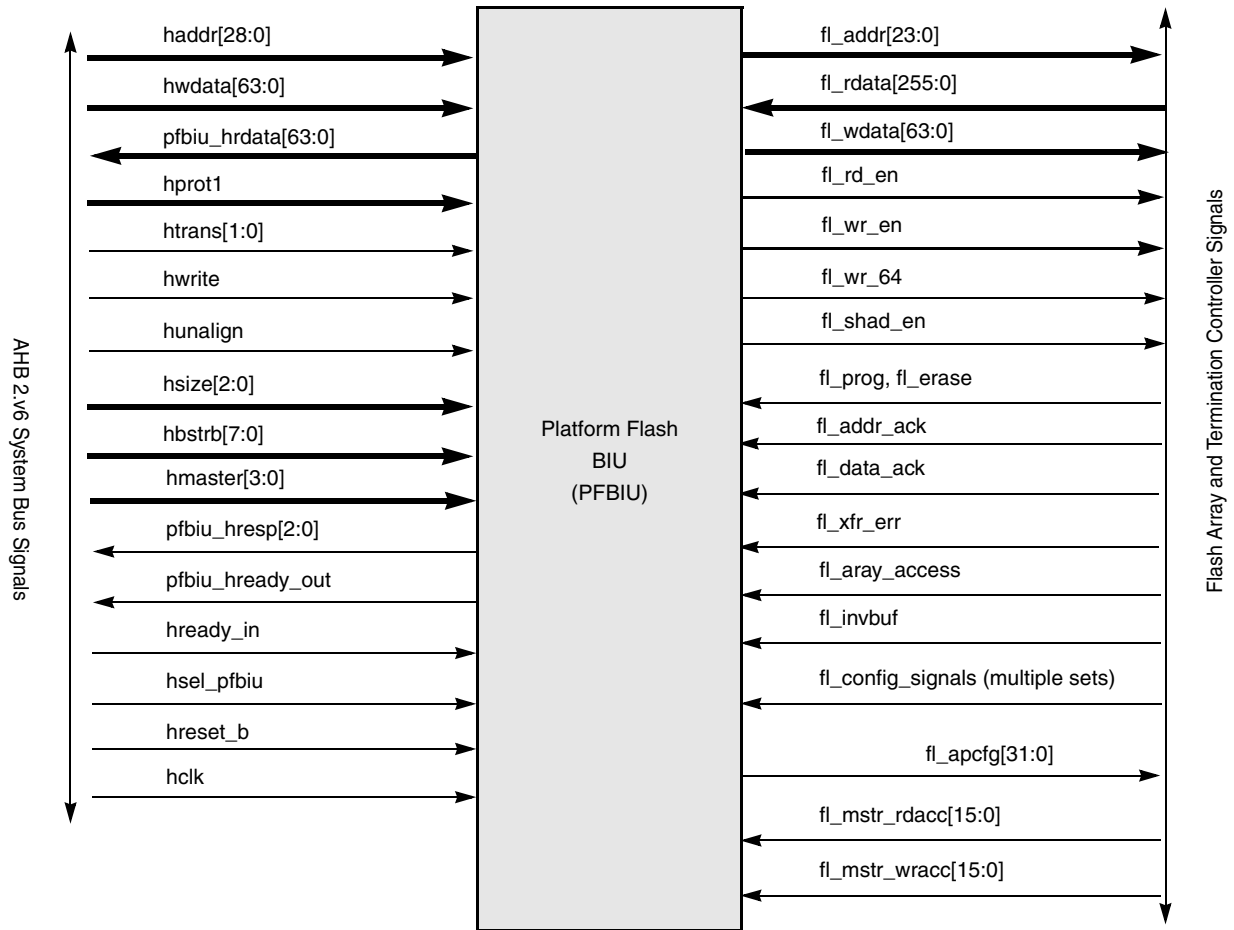 AHB 2.v6 System Bus Signals
haddr[28:0]
hwdata[63:0]
pfbiu_hrdata[63:0]
hprot1
htrans[1:0]
hwrite
hunalign
hsize[2:0]
hbstrb[7:0]
hmaster[3:0]
pfbiu_hresp[2:0]
pfbiu_hready_out
hready_in
hsel_pfbiu
hreset_b
hclk
Platform Flash
BIU
(PFBIU)
fl_addr[23:0]
fl_rdata[255:0]
fl_wdata[63:0]
fl_rd_en
fl_wr_en
fl_wr_64
fl_shad_en
fl_prog, fl_erase
fl_addr_ack
fl_data_ack
fl_xfr_err
fl_aray_access
fl_invbuf
fl_config_signals (multiple sets)
fl_apcfg[31:0]
fl_mstr_rdacc[15:0]
fl_mstr_wracc[15:0]
Flash Array and Termination Controller Signals